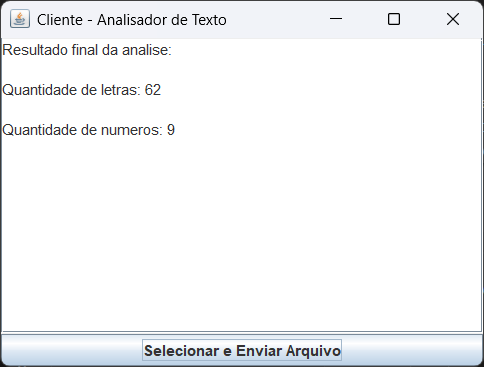 Cliente - Analisador de Texto
Resultado final da analise:
Quantidade de letras: 62
Quantidade de numeros: 9
Selecionar e Enviar Arquivo